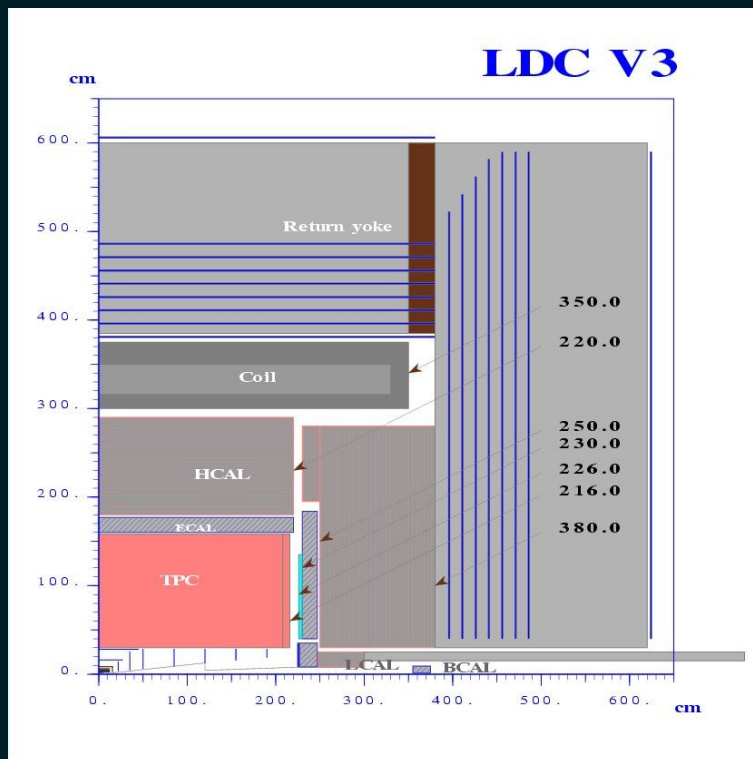 LDC V3
cm
600.
Return yoke
500.
400.
350.0
220.0
Coil
300.
250.0
230.0
HCAL
226.0
200.
216.0
ECAL
380.0
TPC
100.
LCAL
BCAL
0.
0. 100. 200. 300. 400. 500. 600.
cm